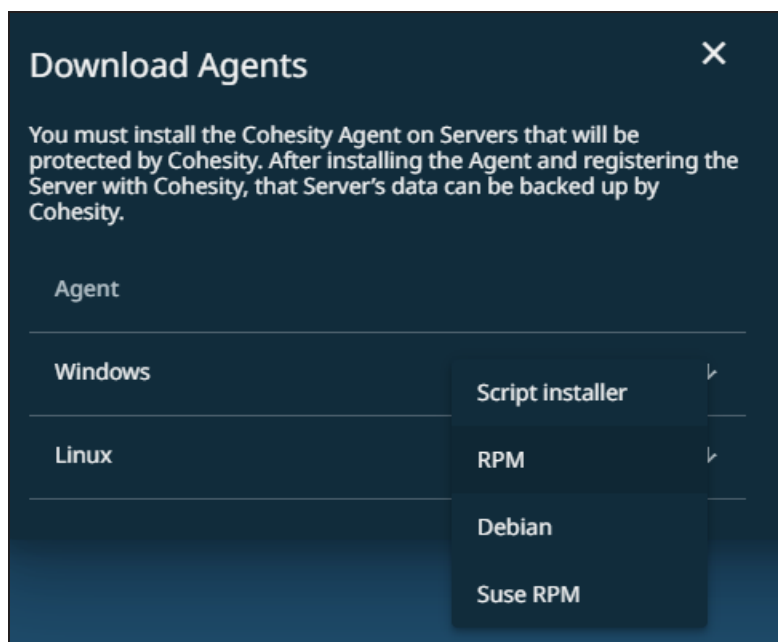 Download Agents
You must install the Cohesity Agent on Servers that will be
protected by Cohesity. After installing the Agent and registering the
Server with Cohesity, that Server's data can be backed up by
Cohesity.
Agent
Windows
Script installer
Linux
RPM
Debian
Suse RPM